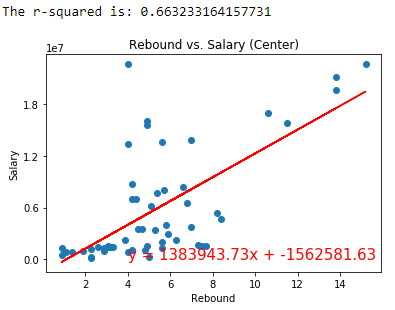 The r-squared is: 0.663233164157731
Rebound vs. Salary (Center)
1e7
1.8
1.2
0.6
0.0
Salary
y = 1383943.73x + -1562581.63
2 4 6 8 10 12 14
Rebound